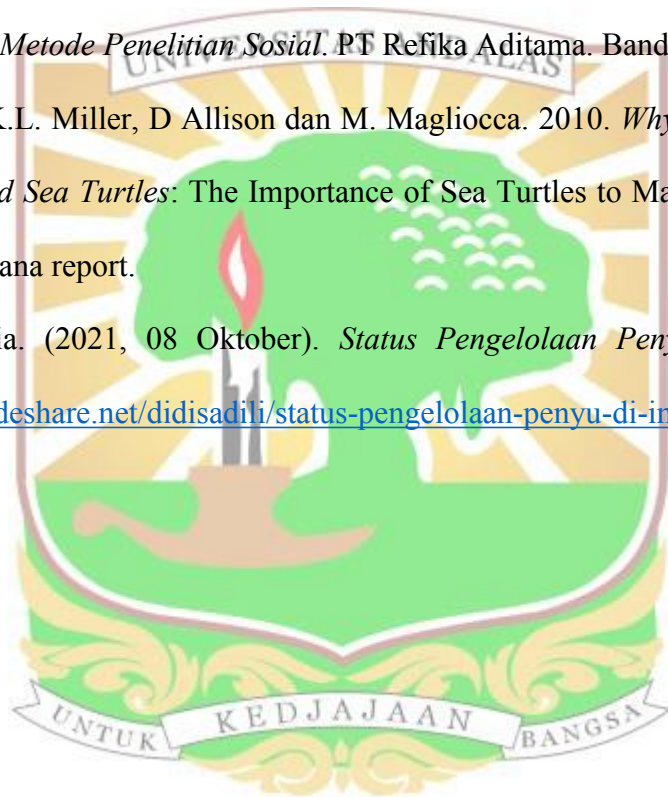 Metode Penelitian Sosial. PT Refika Aditama. Band
UNIVERSITAS ANDALAS
K.L. Miller, D Allison dan M. Magliocca. 2010. Why
d Sea Turtles: The Importance of Sea Turtles to Ma
ana report.
ia. (2021, 08 Oktober). Status Pengelolaan Peny
deshare.net/didisadili/status-pengelolaan-penyu-di-in
UNTUK KEDJAJAAN BANGSA